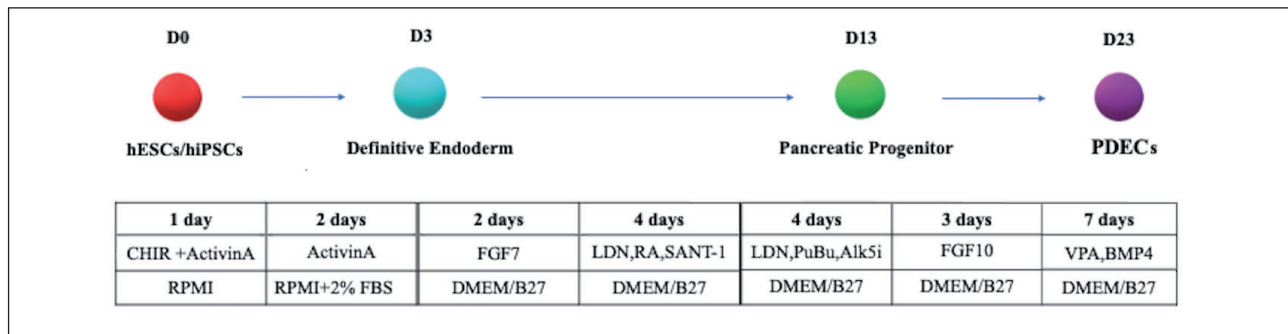 D0 D3 D13 D23
hESCs/hiPSCs Definitive Endoderm Pancreatic Progenitor PDECs
1 day 2 days 2 days 4 days 4 days 3 days 7 days
CHIR +ActivinA ActivinA FGF7 LDN,RA,SANT-1 LDN,PuBu,Alk5i FGF10 VPA,BMP4
RPMI RPMI+2% FBS DMEM/B27 DMEM/B27 DMEM/B27 DMEM/B27 DMEM/B27